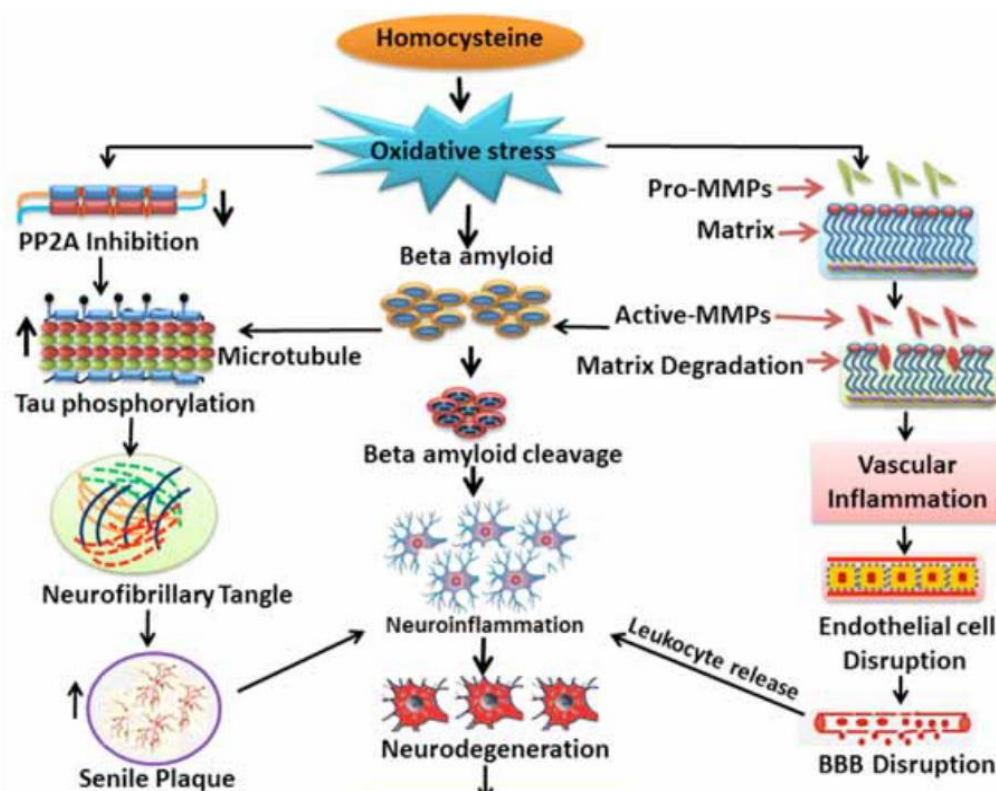 Homocysteine
Oxidative stress
Pro-MMPs
Matrix
PP2A Inhibition
Beta amyloid
Active-MMPs
Microtubule
Matrix Degradation
Tau phosphorylation
Beta amyloid cleavage
Vascular
Inflammation
Neurofibrillary Tangle
Neuroinflammation
Leukocyte release
Endothelial cell
Disruption
Neurodegeneration
Senile Plaque
BBB Disruption